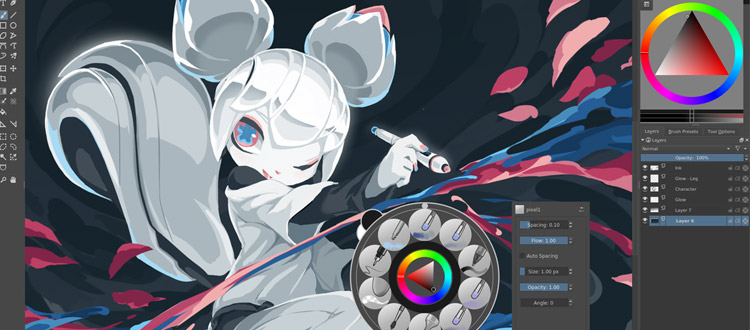 Layers
Brush Presets
Tool Options
Layers
Normal
Opacity: 100%
Ink
Glow - Leg
Character
Glow
Layer 7
Layer 6
pixel1
Spacing: 0.10
Flow: 1.00
Auto Spacing
Size: 1.00 px
Opacity: 1.00
Angle: 0